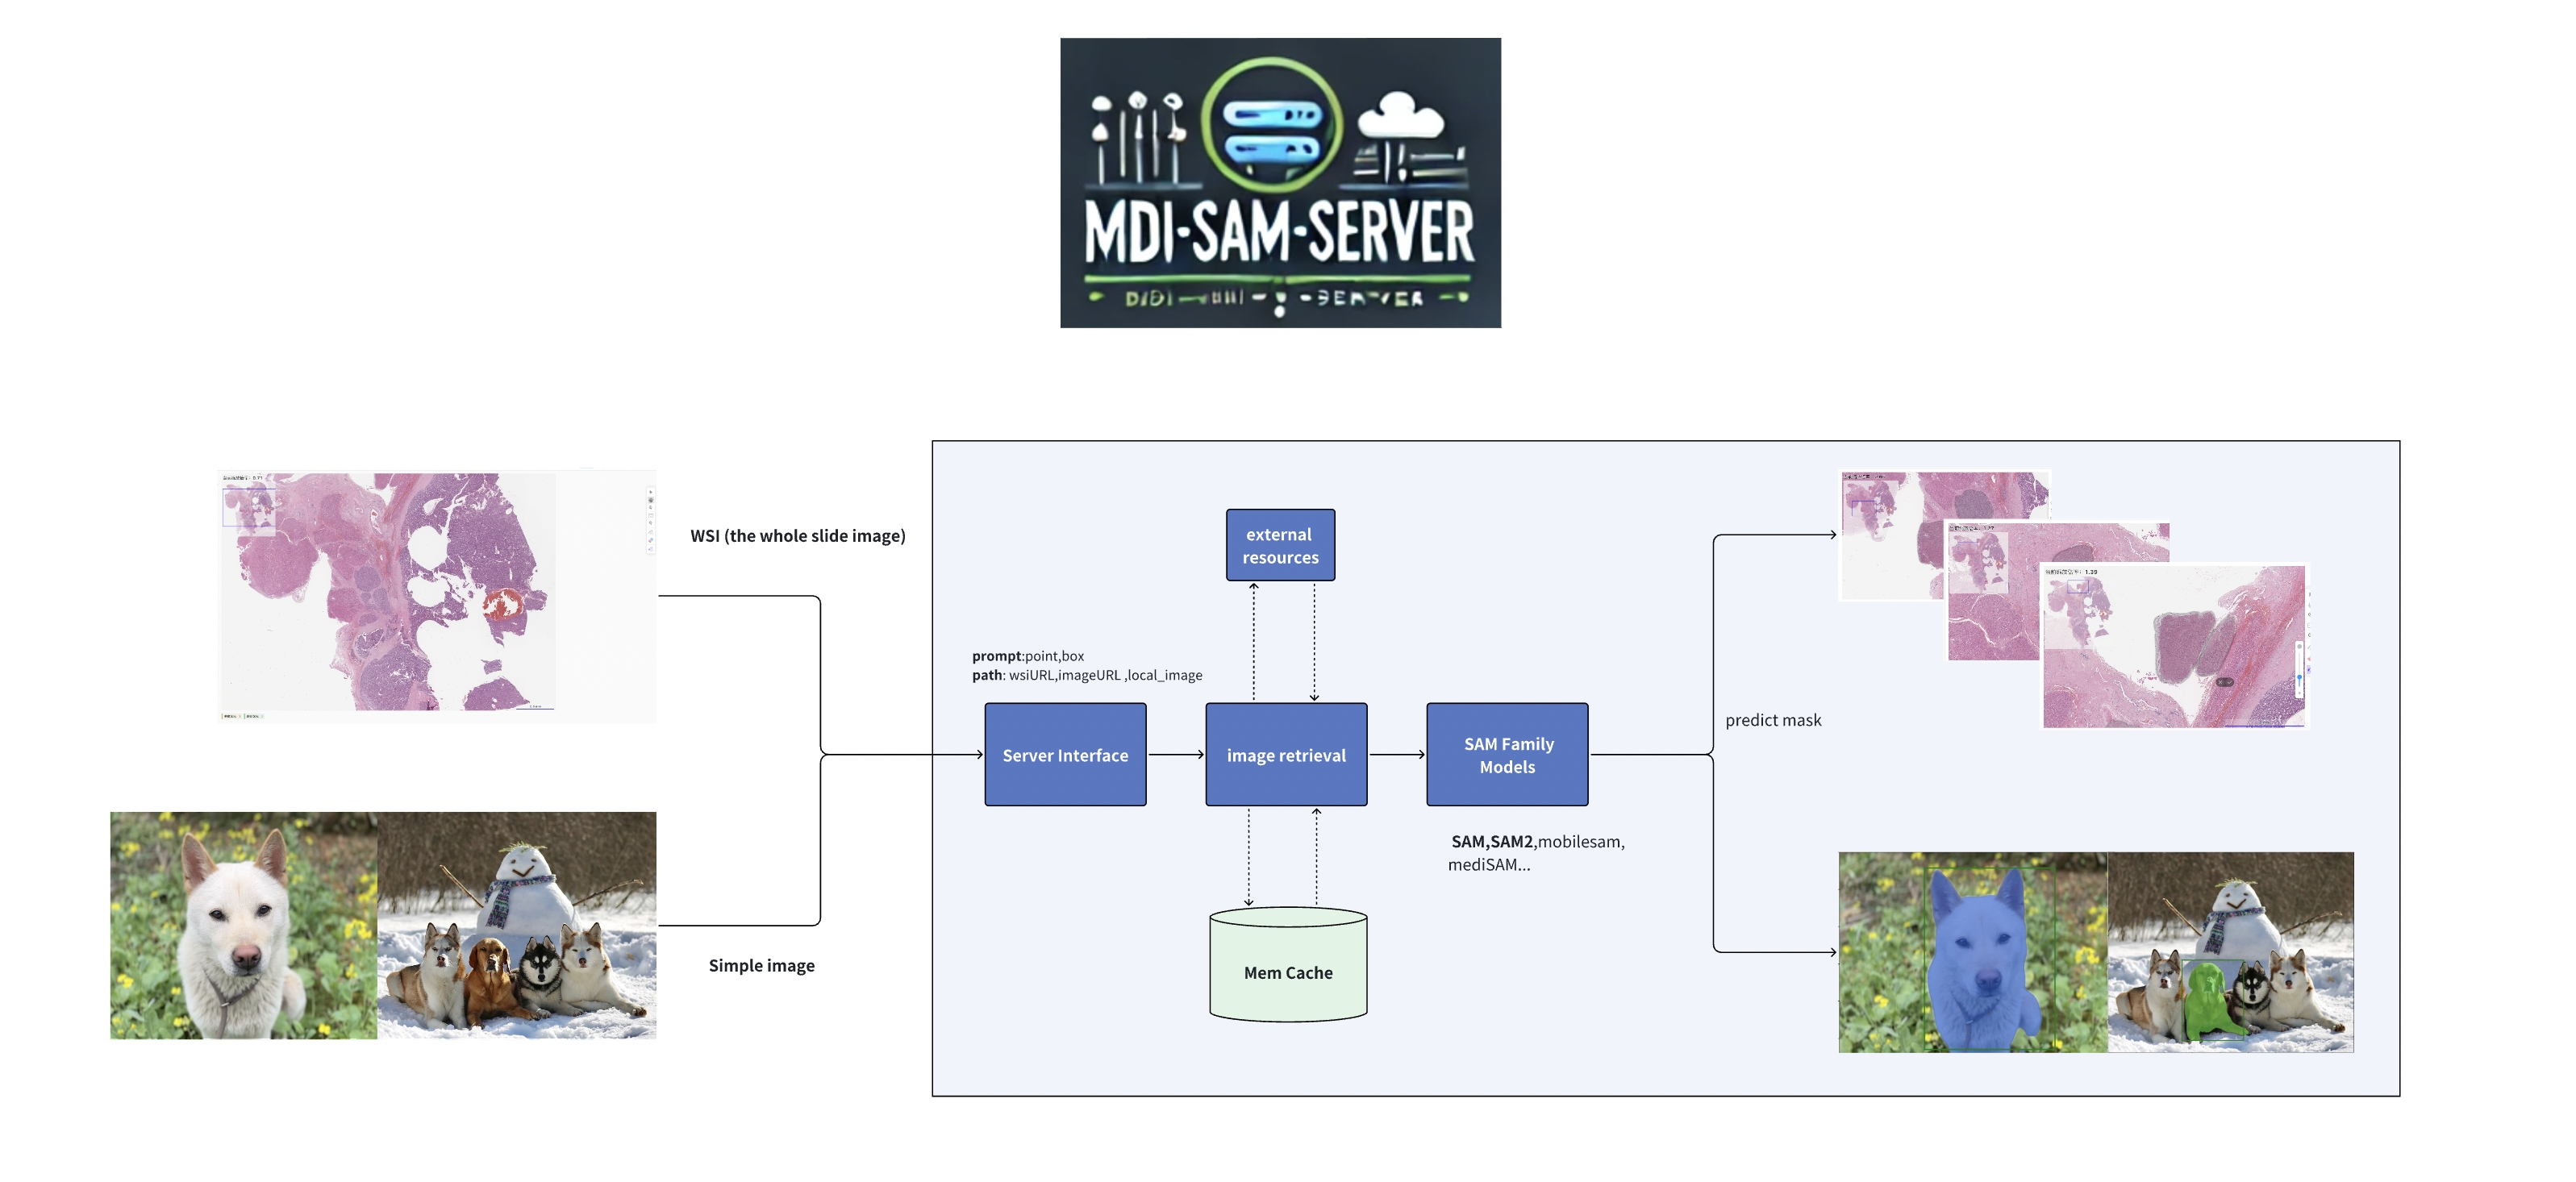 MDI-SAM-SERVER
WSI (the whole slide image)
Simple image
prompt:point,box
path: wsiURL,imageURL ,local_image
external
resources
Server Interface
image retrieval
SAM Family
Models
SAM,SAM2,mobilesam,
mediSAM...
Mem Cache
predict mask